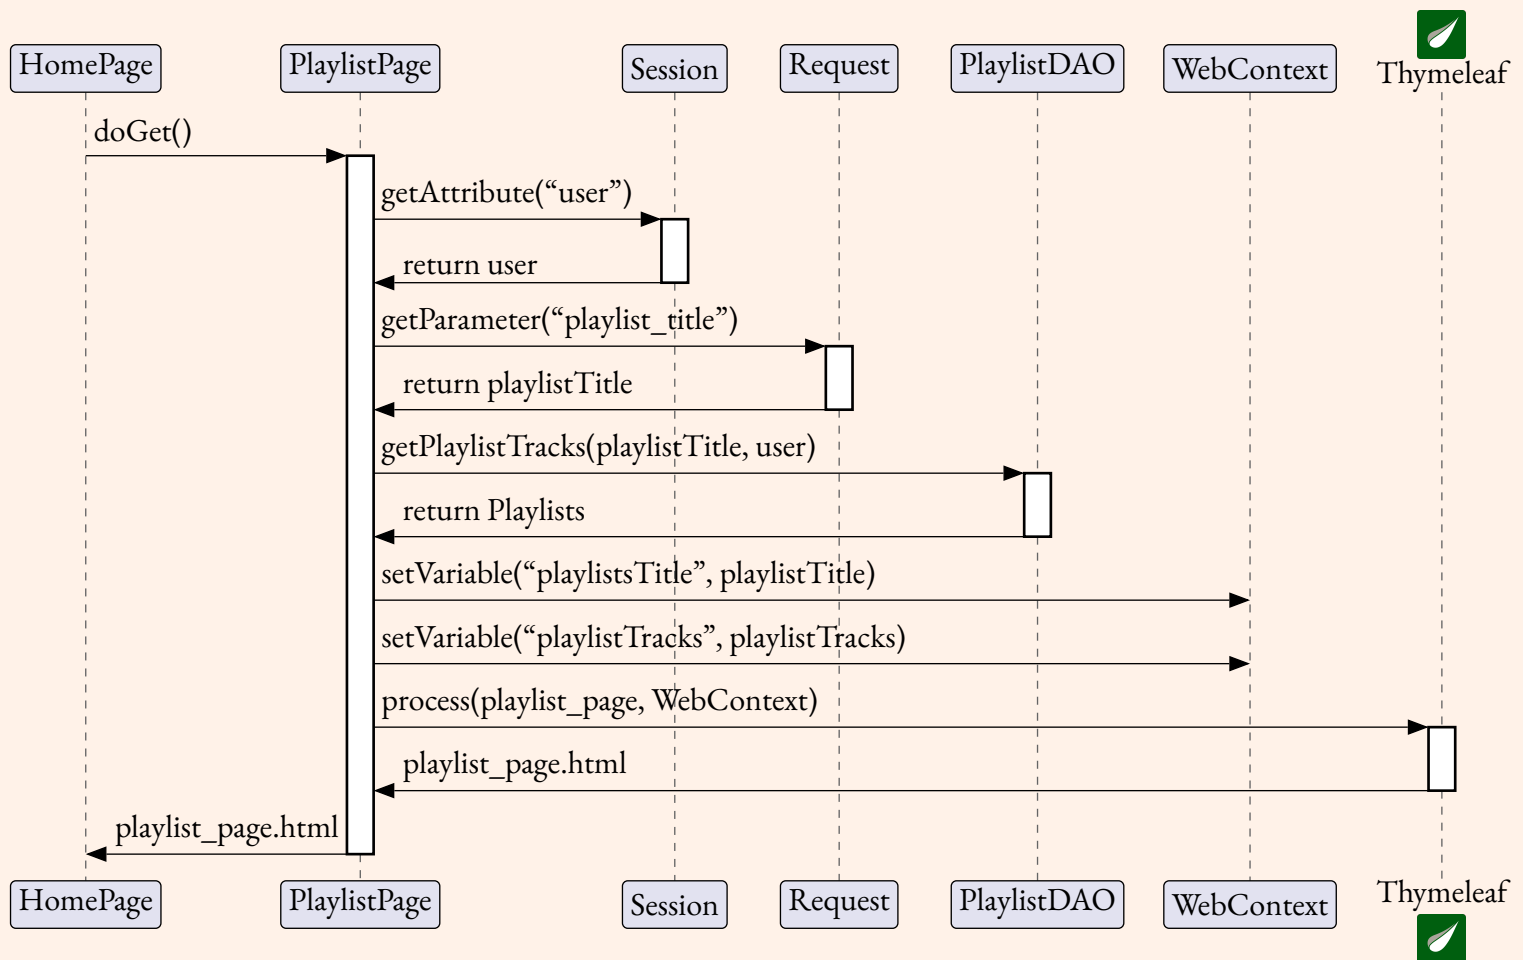 HomePage
PlaylistPage
Session
Request
PlaylistDAO
WebContext
Thymeleaf
doGet()
getAttribute(“user”)
return user
getParameter(“playlist_title”)
return playlistTitle
getPlaylistTracks(playlistTitle, user)
return Playlists
setVariable(“playlistsTitle”, playlistTitle)
setVariable(“playlistTracks”, playlistTracks)
process(playlist_page, WebContext)
playlist_page.html
playlist_page.html
HomePage
PlaylistPage
Session
Request
PlaylistDAO
WebContext
Thymeleaf